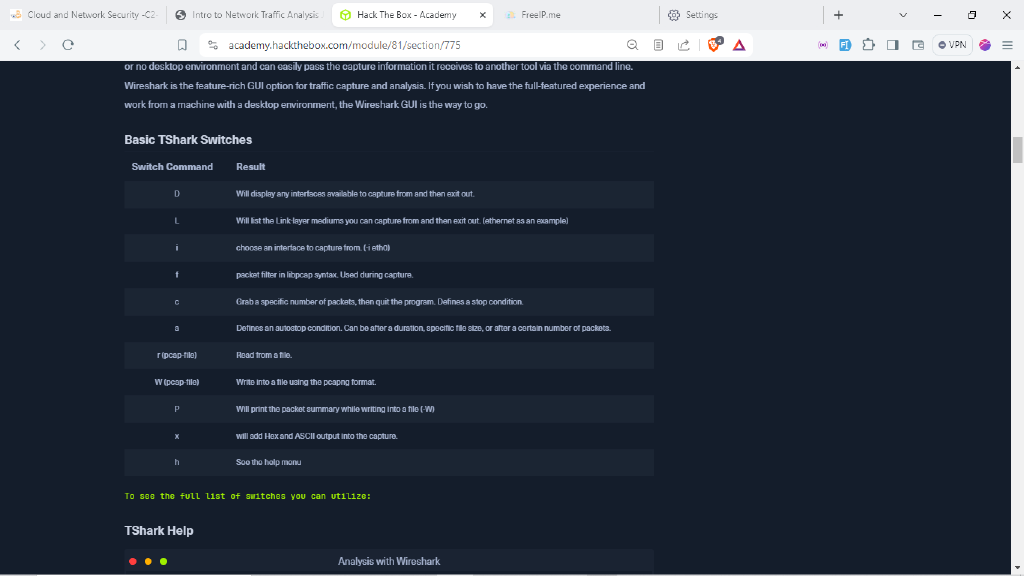 Cloud and Network Security -C2-
Intro to Network Traffic Analysis
Hack The Box - Academy
FreeIP.me
Settings
academy.hackthebox.com/module/81/section/775
4
VPN
or no desktop environment and can easily pass the capture information it receives to another tool via the command line.
Wireshark is the feature-rich GUI option for traffic capture and analysis. If you wish to have the full-featured experience and
work from a machine with a desktop environment, the Wireshark GUI is the way to go.
Basic TShark Switches
Switch Command Result
D Will display any interfaces available to capture from and then exit out.
L Will list the Link-layer mediums you can capture from and then exit out. (ethernet as an example)
i choose an interface to capture from. (-i eth0)
f packet filter in libpcap syntax. Used during capture.
c Grab a specific number of packets, then quit the program. Defines a stop condition.
a Defines an autostop condition. Can be after a duration, specific file size, or after a certain number of packets.
r (pcap-file) Read from a file.
W (pcap-file) Write into a file using the pcapng format.
P Will print the packet summary while writing into a file (-W)
x will add Hex and ASCII output into the capture.
h See the help menu
To see the full list of switches you can utilize:
TShark Help
Analysis with Wireshark